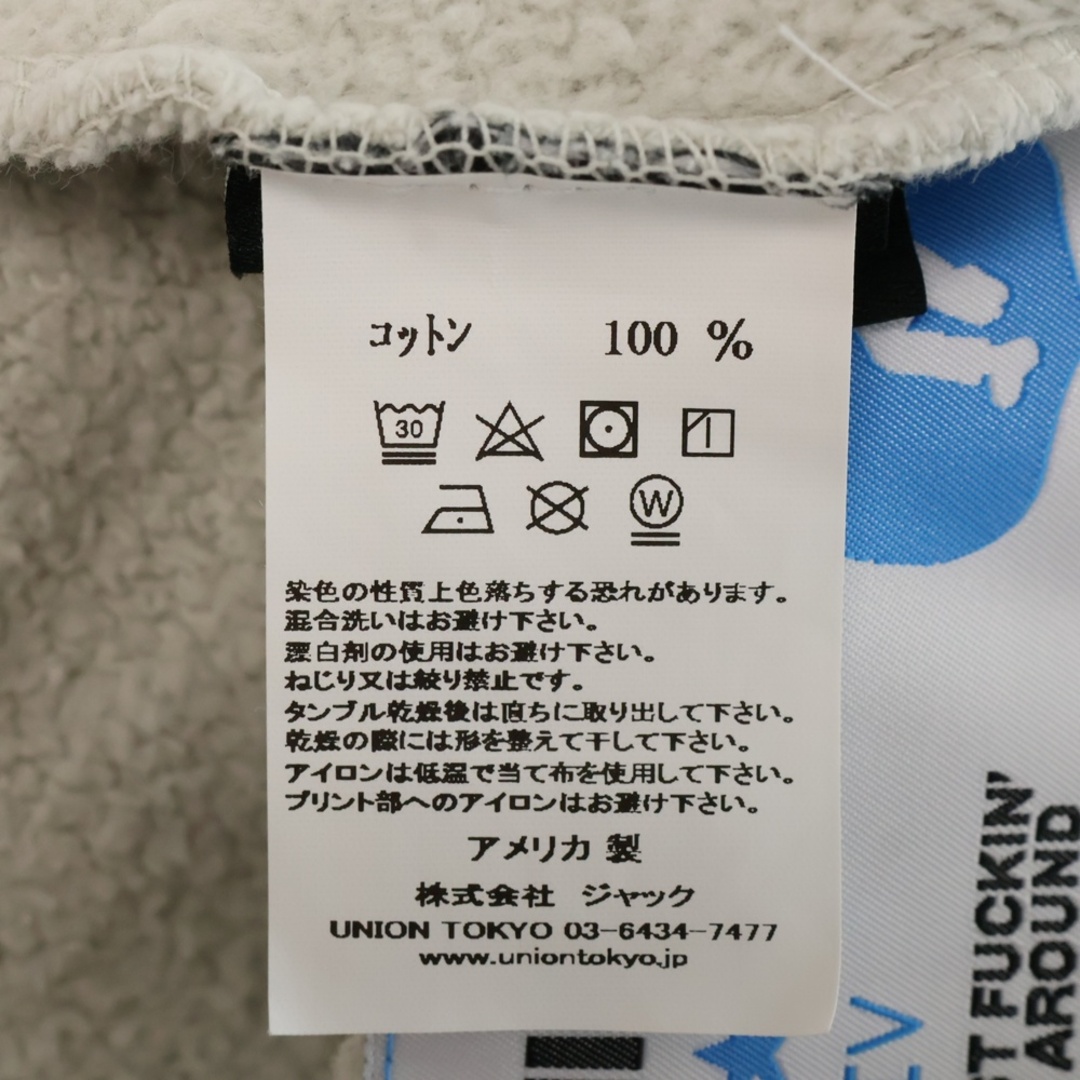 コットン 100 %
30
W
染色の性質上色落ちする恐れがあります。
混合洗いはお避け下さい。
漂白剤の使用はお避け下さい。
ねじり又は絞り禁止です。
タンブル乾燥後は直ちに取り出して下さい。
乾燥の際には形を整えて干して下さい。
アイロンは低温で当て布を使用して下さい。
プリント部へのアイロンはお避け下さい。
アメリカ 製
株式会社 ジャック
UNION TOKYO 03-6434-7477
www.uniontokyo.jp
FUCKIN'
AROUND